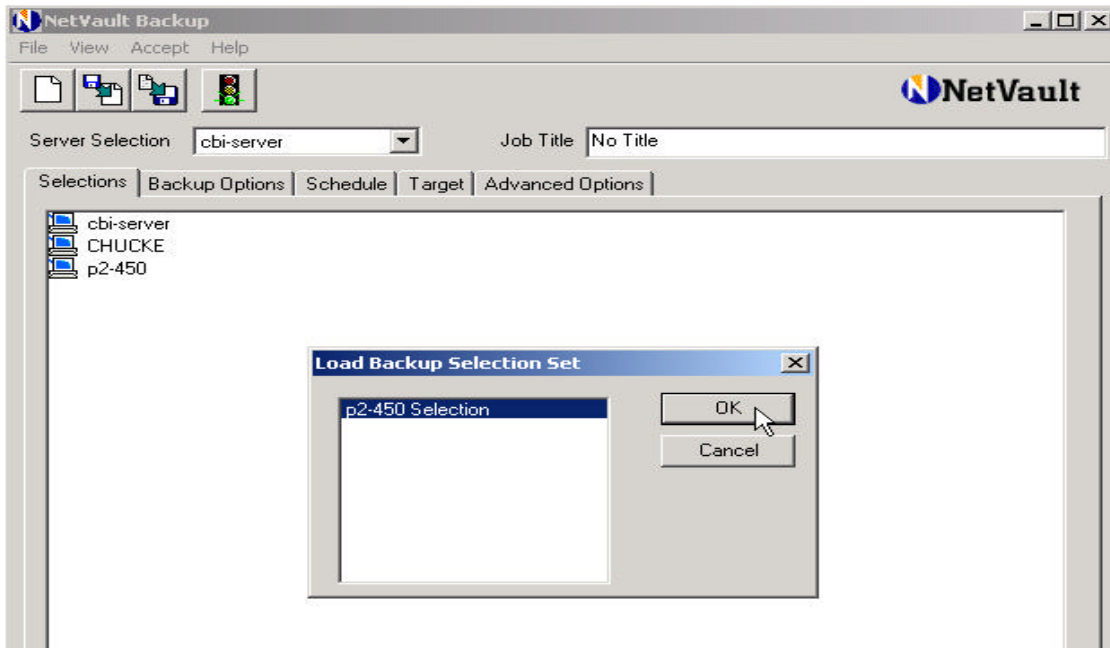 NetVault Backup
File View Accept Help
NetVault
Server Selection cbi-server Job Title No Title
Selections Backup Options Schedule Target Advanced Options
cbi-server
CHUCKE
p2-450
Load Backup Selection Set
p2-450 Selection
OK
Cancel